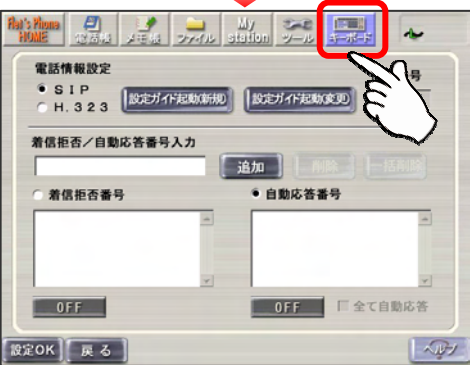 Flet's Phone HOME
電話帳
メモ帳
ファイル
My station
ツール
キーボード
電話情報設定
号
SIP
H.323
設定ガイド起動(新規)
設定ガイド起動(変更)
着信拒否／自動応答番号入力
追加
削除
一括削除
着信拒否番号
自動応答番号
OFF
OFF
全て自動応答
設定OK
戻る
ヘルプ